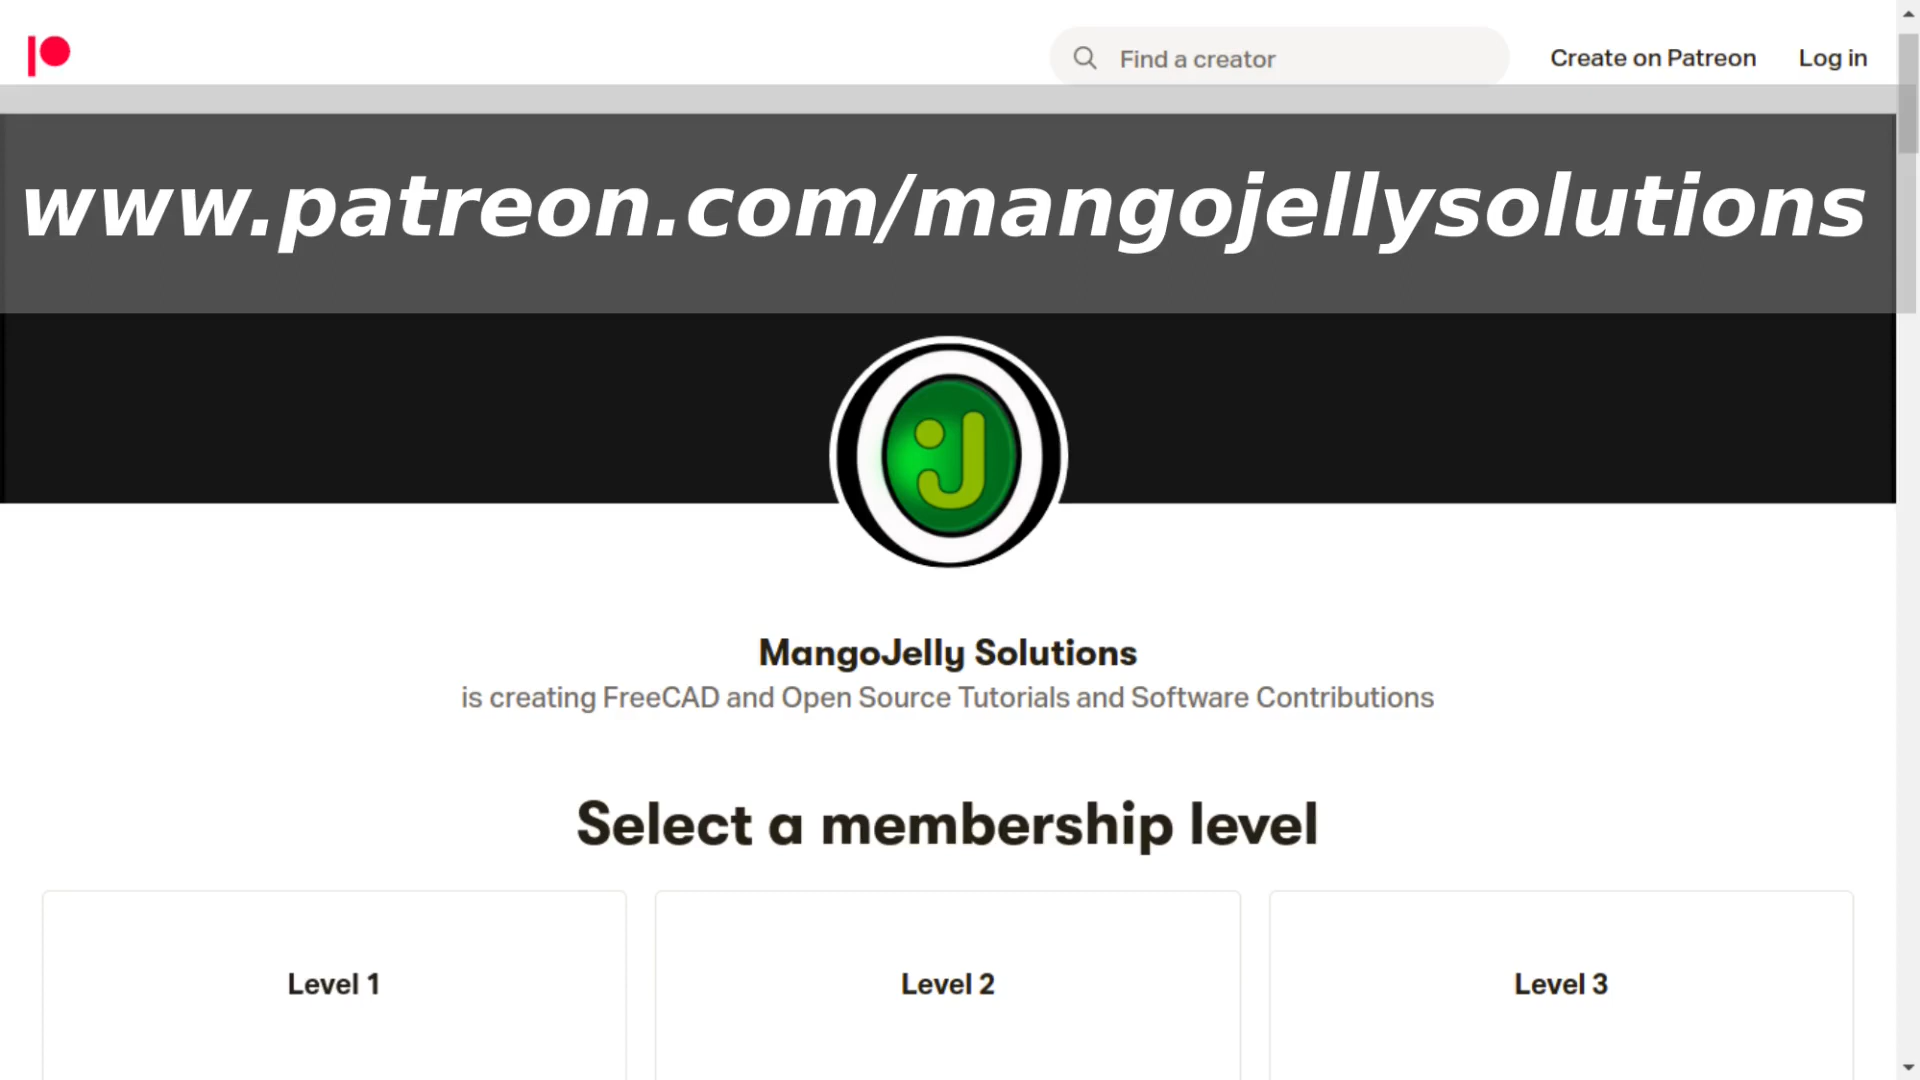 Find a creator
Create on Patreon
Log in
www.patreon.com/mangojellysolutions
MangoJelly Solutions
is creating FreeCAD and Open Source Tutorials and Software Contributions
Select a membership level
Level 1
Level 2
Level 3